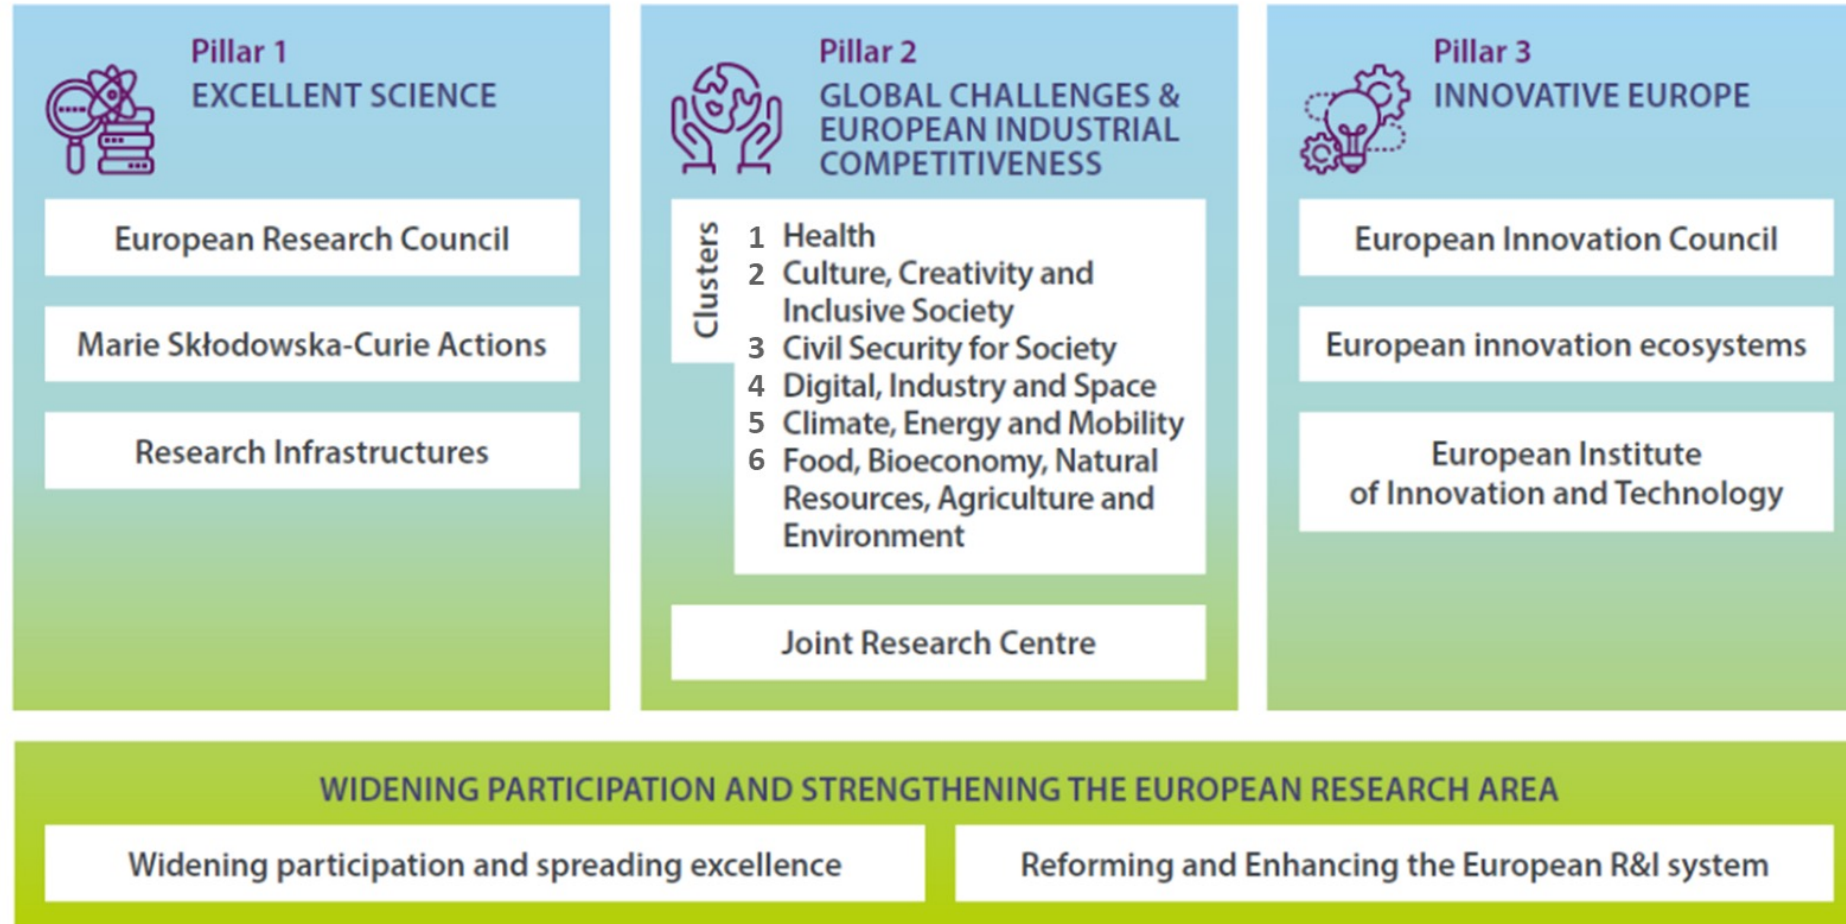 Pillar 1
EXCELLENT SCIENCE
European Research Council
Marie Skłodowska-Curie Actions
Research Infrastructures
Pillar 2
GLOBAL CHALLENGES &
EUROPEAN INDUSTRIAL
COMPETITIVENESS
Clusters
1 Health
2 Culture, Creativity and
Inclusive Society
3 Civil Security for Society
4 Digital, Industry and Space
5 Climate, Energy and Mobility
6 Food, Bioeconomy, Natural
Resources, Agriculture and
Environment
Joint Research Centre
Pillar 3
INNOVATIVE EUROPE
European Innovation Council
European innovation ecosystems
European Institute
of Innovation and Technology
WIDENING PARTICIPATION AND STRENGTHENING THE EUROPEAN RESEARCH AREA
Widening participation and spreading excellence
Reforming and Enhancing the European R&I system